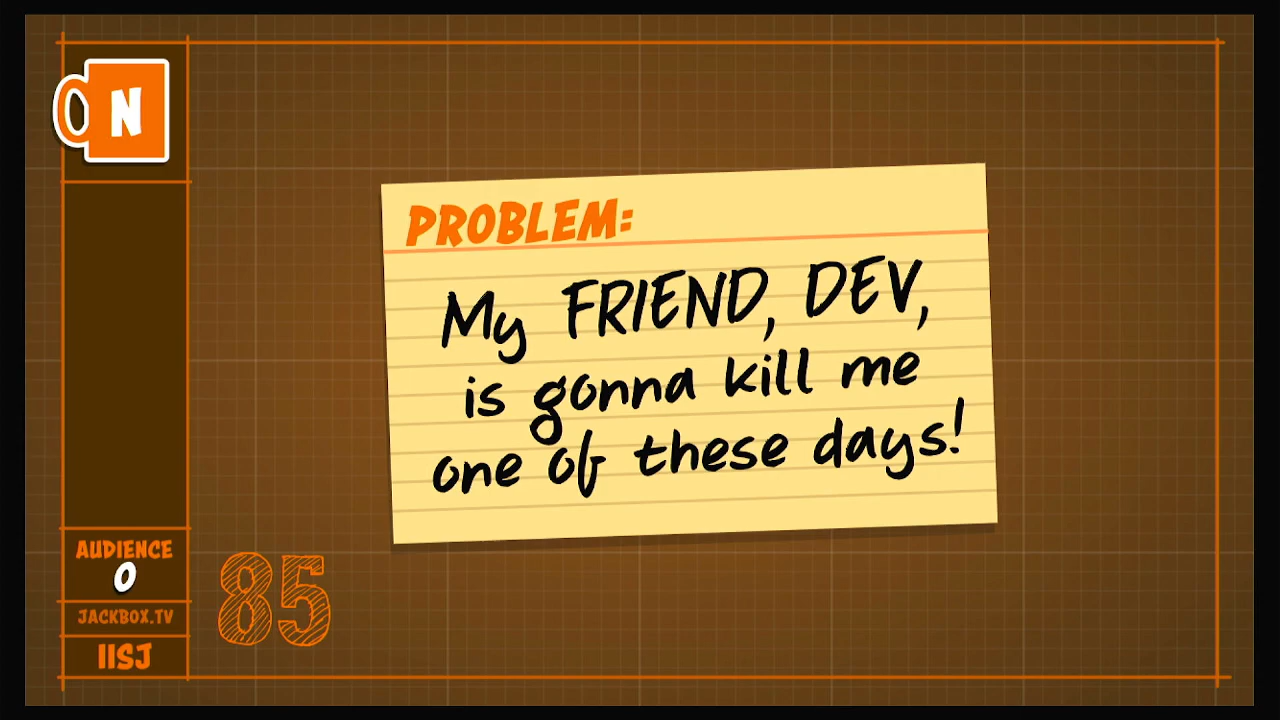 N
PROBLEM:
My FRIEND, DEV,
is gonna kill me
one of these days!
AUDIENCE
0
JACKBOX.TV
IISJ
85